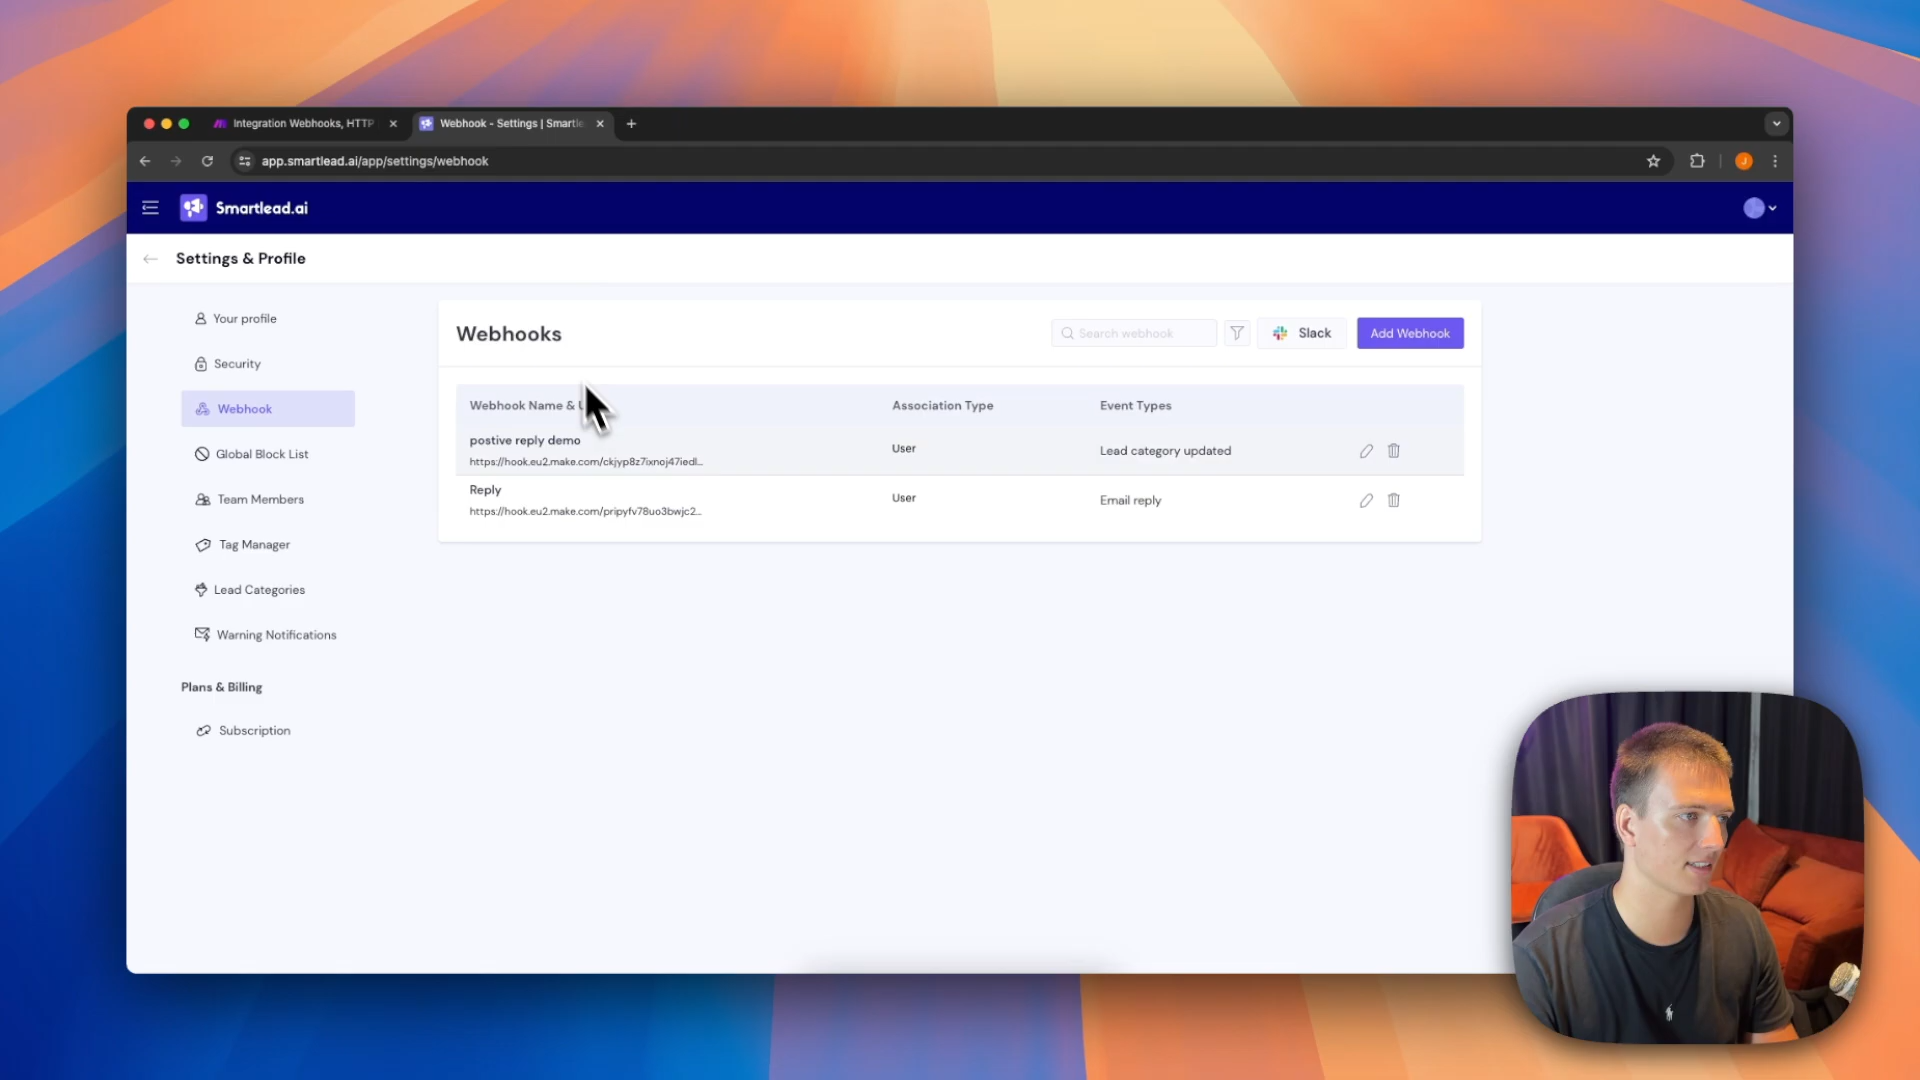 Integration Webhooks, HTTP
Webhook - Settings | Smartle
app.smartlead.ai/app/settings/webhook
J
Smartlead.ai
Settings & Profile
Your profile
Security
Webhook
Global Block List
Team Members
Tag Manager
Lead Categories
Warning Notifications
Plans & Billing
Subscription
Webhooks
Search webhook
Slack
Add Webhook
Webhook Name & U
Association Type
Event Types
postive reply demo
https://hook.eu2.make.com/ckjyp8z7ixnoj47iedl...
User
Lead category updated
Reply
https://hook.eu2.make.com/pripyfv78uo3bwjc2...
User
Email reply